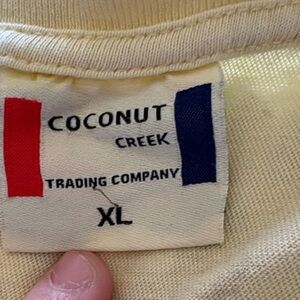 COCONUT
CREEK
TRADING COMPANY
XL